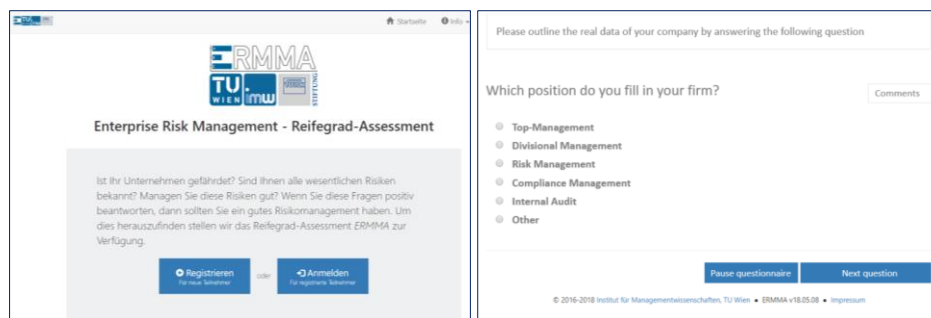 Startseite Info
ERMMA
TU
WIEN imw STIFTUNG
Enterprise Risk Management - Reifegrad-Assessment
Ist Ihr Unternehmen gefährdet? Sind Ihnen alle wesentlichen Risiken
bekannt? Managen Sie diese Risiken gut? Wenn Sie diese Fragen positiv
beantworten, dann sollten Sie ein gutes Risikomanagement haben. Um
dies herauszufinden stellen wir das Reifegrad-Assessment ERMMA zur
Verfügung.
Registrieren oder Anmelden
Für neue Teilnehmer Für registrierte Teilnehmer
Please outline the real data of your company by answering the following question
Which position do you fill in your firm?
Comments
Top-Management
Divisional Management
Risk Management
Compliance Management
Internal Audit
Other
Pause questionnaire Next question
© 2016-2018 Institut für Managementwissenschaften, TU Wien • ERMMA v18.05.08 • Impressum